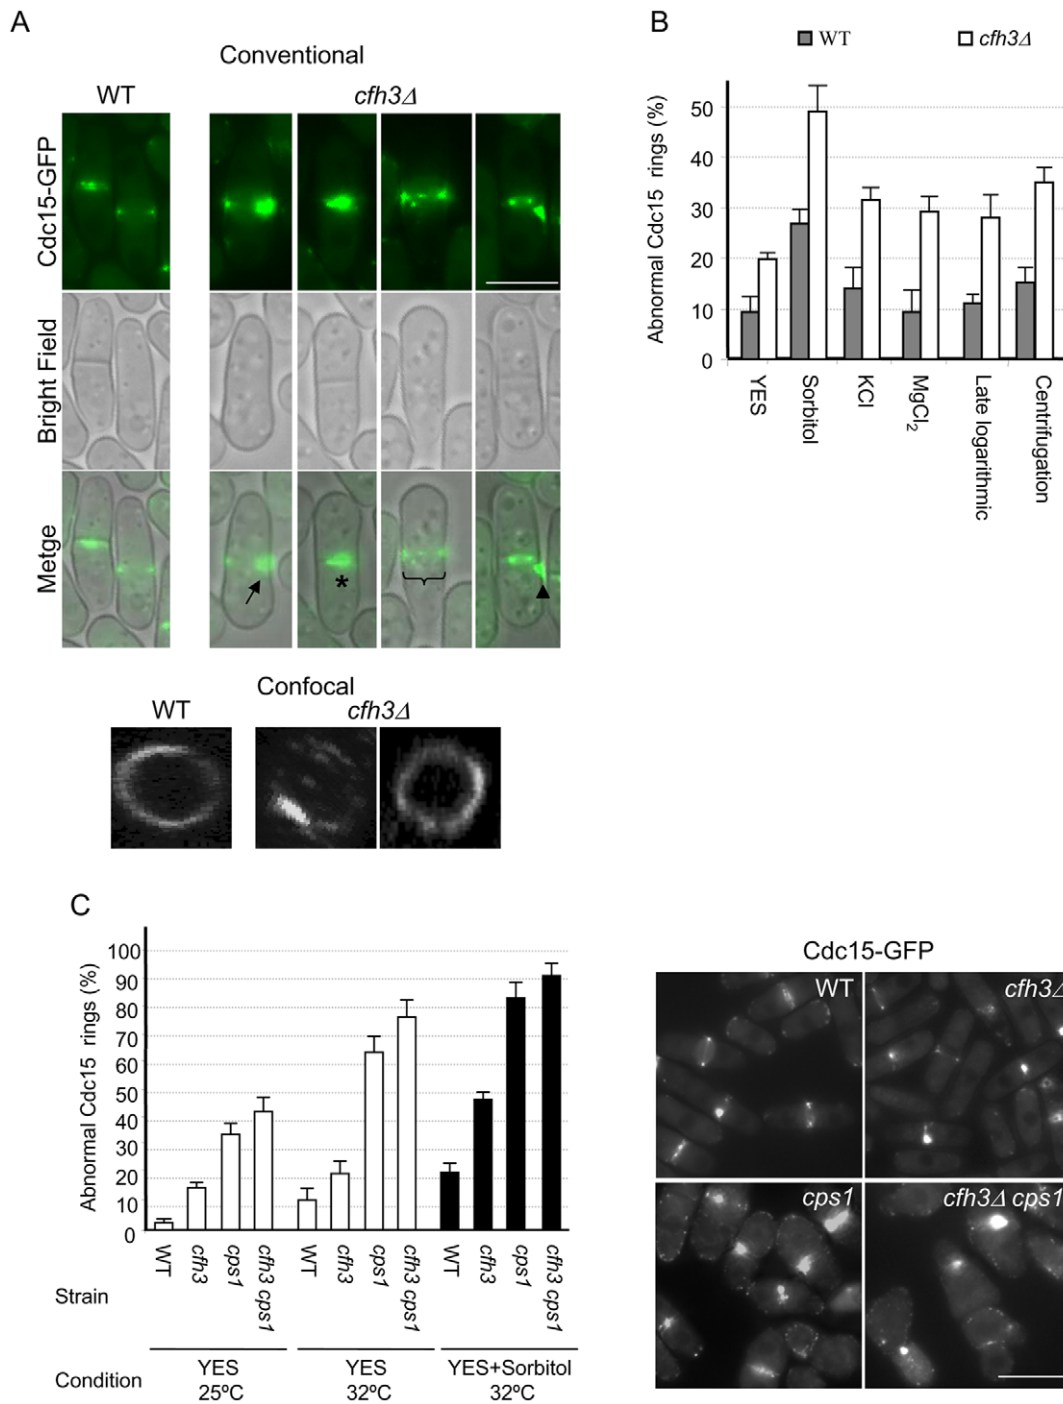 A
Conventional
WT
cfh3Δ
Cdc15-GFP
Bright Field
Metge
*
Confocal
WT
cfh3Δ
B
WT
cfh3Δ
Abnormal Cdc15 rings (%)
50
40
30
20
10
0
YES
Sorbitol
KCl
MgCl2
Late logarithmic
Centrifugation
C
Abnormal Cdc15 rings (%)
100
90
80
70
60
50
40
30
20
10
0
WT
cfh3
cps1
cfh3 cps1
WT
cfh3
cps1
cfh3 cps1
WT
cfh3
cps1
cfh3 cps1
Strain
Condition
YES
25ºC
YES
32ºC
YES+Sorbitol
32ºC
Cdc15-GFP
WT
cfh3Δ
cps1
cfh3Δ cps1